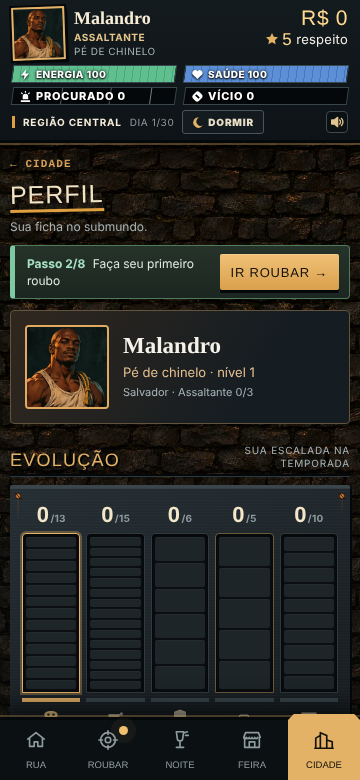 Malandro
ASSALTANTE
PÉ DE CHINELO
R$ 0
5 respeito
ENERGIA 100
SAÚDE 100
PROCURADO 0
VÍCIO 0
REGIÃO CENTRAL DIA 1/30 DORMIR
← CIDADE
PERFIL
Sua ficha no submundo.
Passo 2/8 Faça seu primeiro
roubo
IR ROUBAR →
Malandro
Pé de chinelo · nível 1
Salvador · Assaltante 0/3
EVOLUÇÃO
SUA ESCALADA NA
TEMPORADA
0/13 0/15 0/6 0/5 0/10
RUA ROUBAR NOITE FEIRA CIDADE